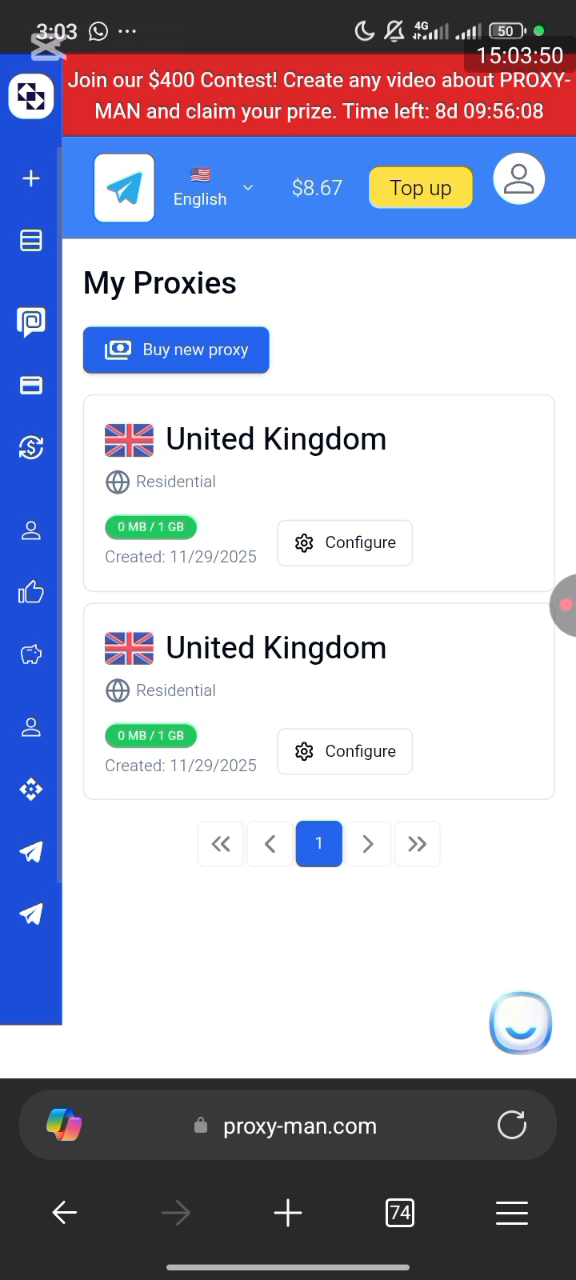 3:03
4G
50
15:03:50
Join our $400 Contest! Create any video about PROXY-
MAN and claim your prize. Time left: 8d 09:56:08
English
$8.67
Top up
My Proxies
Buy new proxy
United Kingdom
Residential
0 MB / 1 GB
Created: 11/29/2025
Configure
United Kingdom
Residential
0 MB / 1 GB
Created: 11/29/2025
Configure
1
proxy-man.com
74